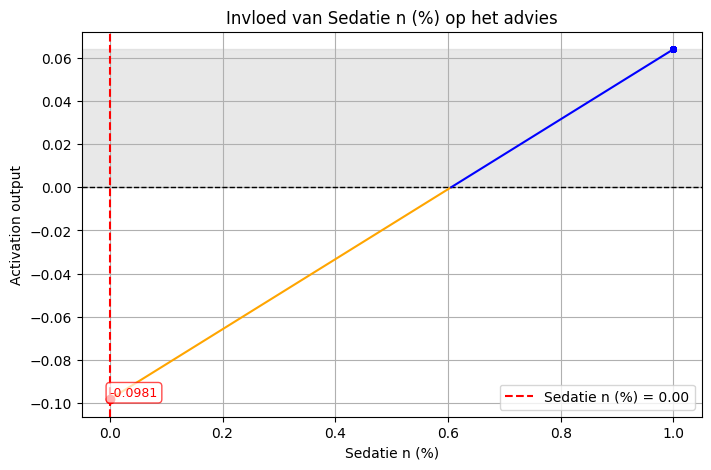 Invloed van Sedatie n (%) op het advies
Activation output
0.06
0.04
0.02
0.00
−0.02
−0.04
−0.06
−0.08
−0.10
-0.0981
Sedatie n (%) = 0.00
0.0 0.2 0.4 0.6 0.8 1.0
Sedatie n (%)